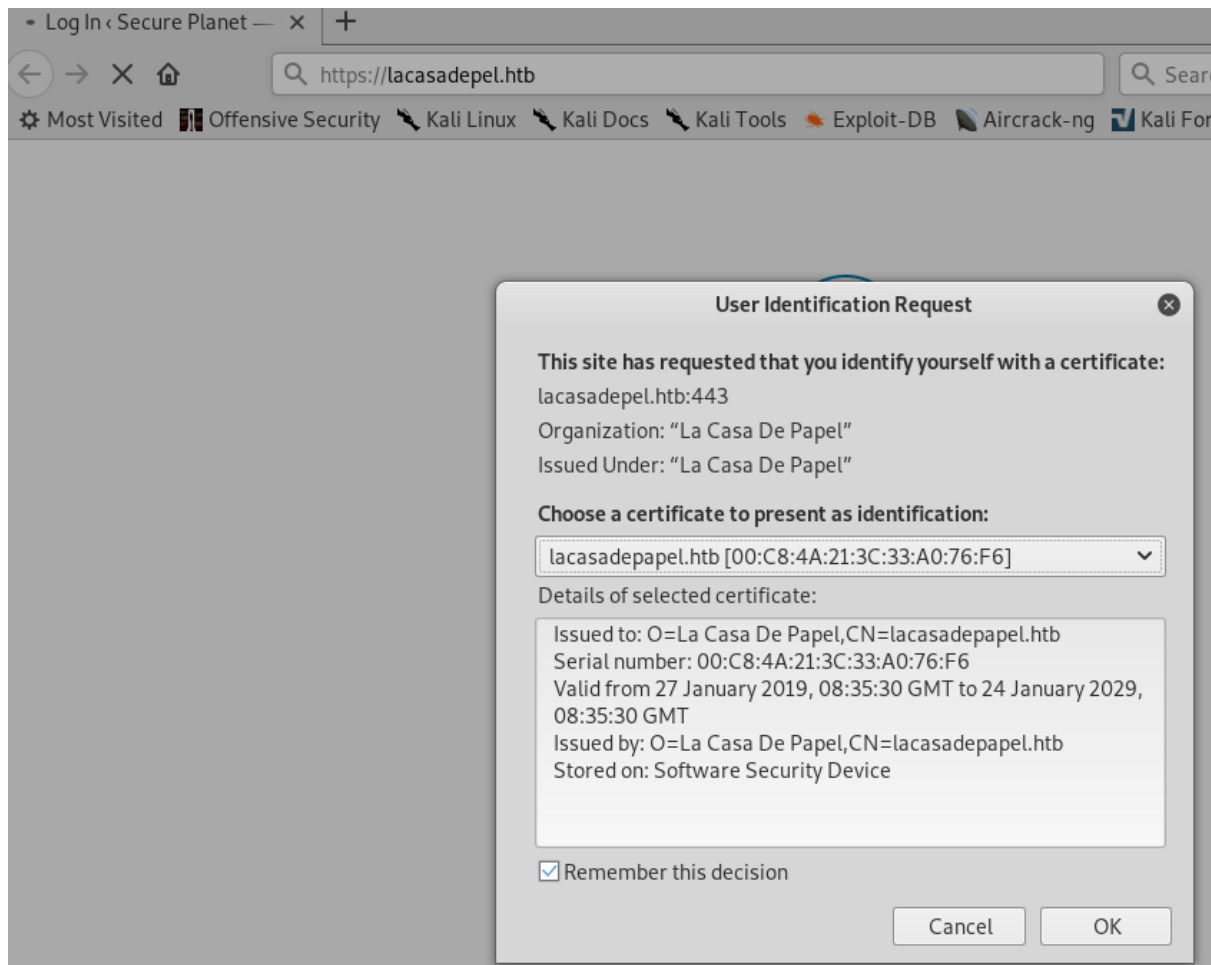 Log In ‹ Secure Planet —
https://lacasadepel.htb
Sear
Most Visited Offensive Security Kali Linux Kali Docs Kali Tools Exploit-DB Aircrack-ng Kali For
User Identification Request
This site has requested that you identify yourself with a certificate:
lacasadepel.htb:443
Organization: “La Casa De Papel”
Issued Under: “La Casa De Papel”
Choose a certificate to present as identification:
lacasadepapel.htb [00:C8:4A:21:3C:33:A0:76:F6]
Details of selected certificate:
Issued to: O=La Casa De Papel,CN=lacasadepapel.htb
Serial number: 00:C8:4A:21:3C:33:A0:76:F6
Valid from 27 January 2019, 08:35:30 GMT to 24 January 2029,
08:35:30 GMT
Issued by: O=La Casa De Papel,CN=lacasadepapel.htb
Stored on: Software Security Device
Remember this decision
Cancel OK